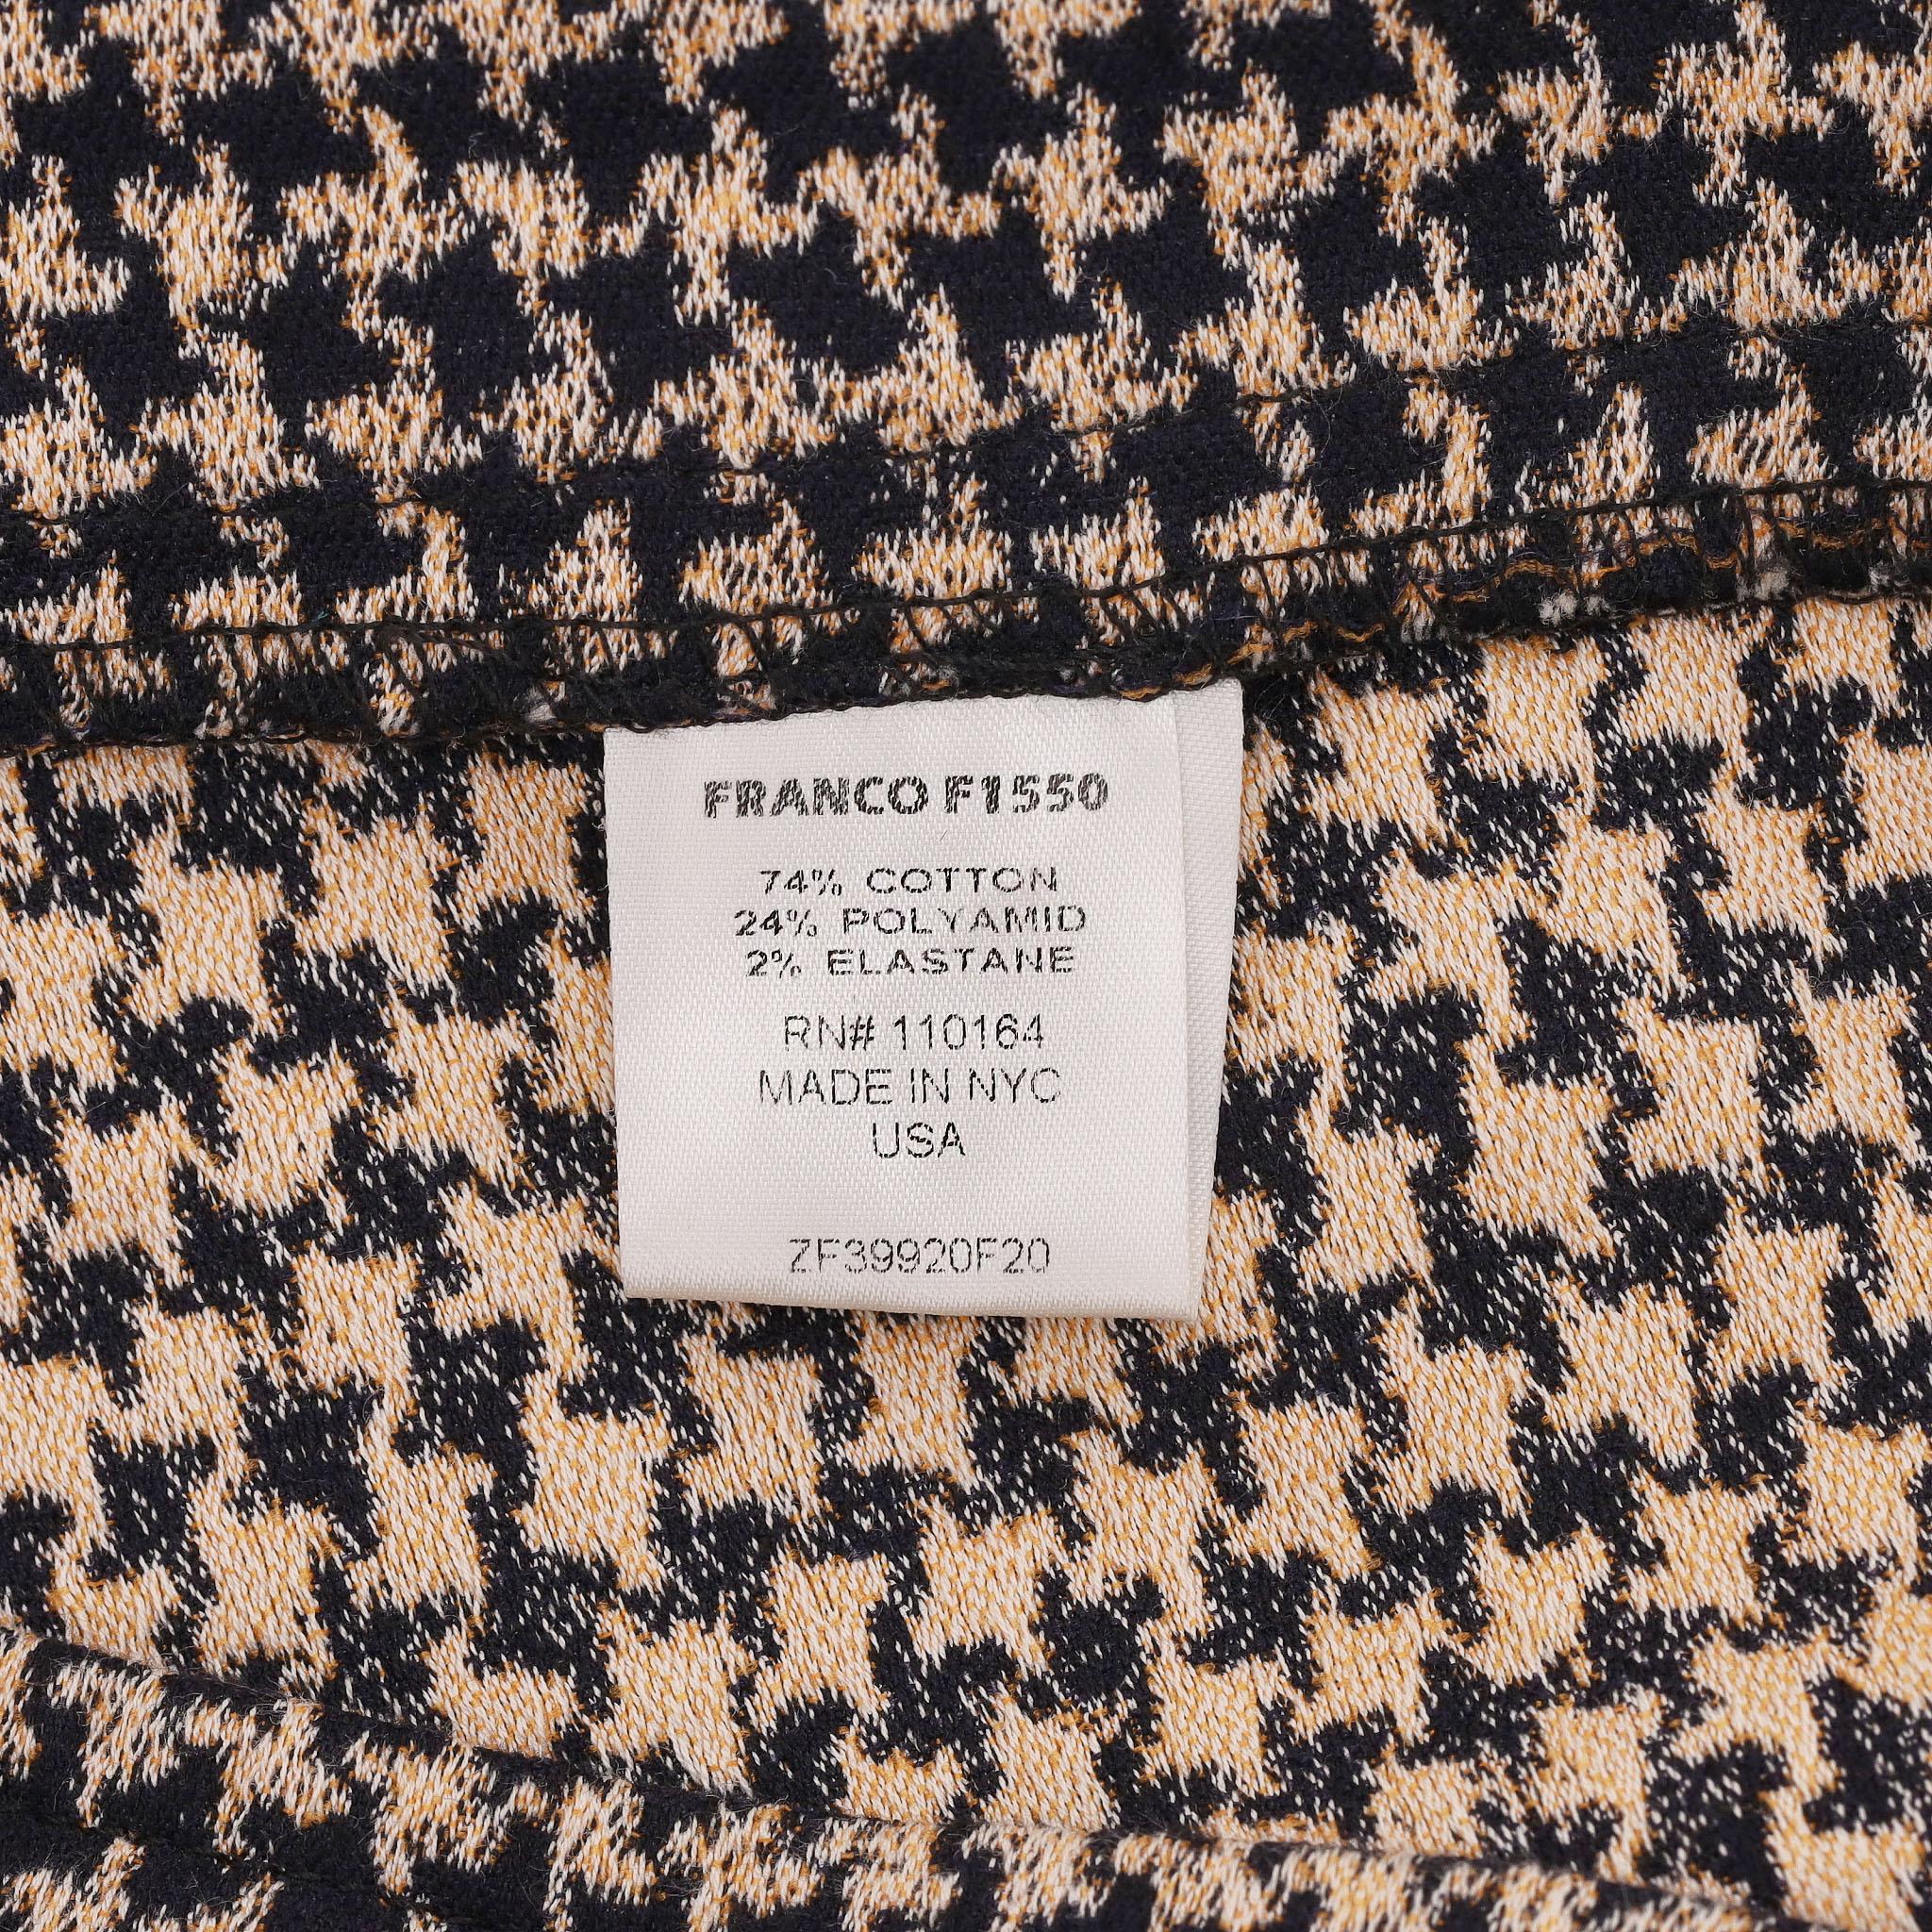 FRANCO F1550
74% COTTON
24% POLYAMID
2% ELASTANE
RN# 110164
MADE IN NYC
USA
ZF39920F20